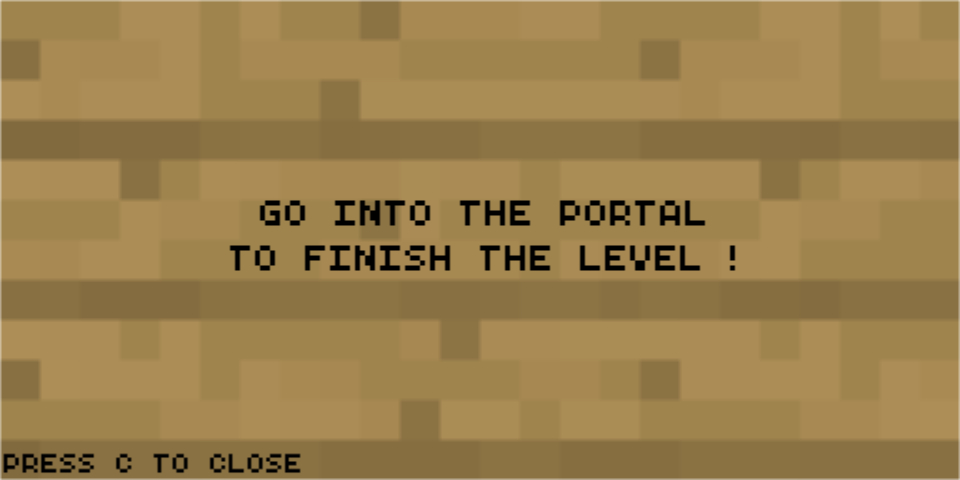 GO INTO THE PORTAL
TO FINISH THE LEVEL !
PRESS C TO CLOSE